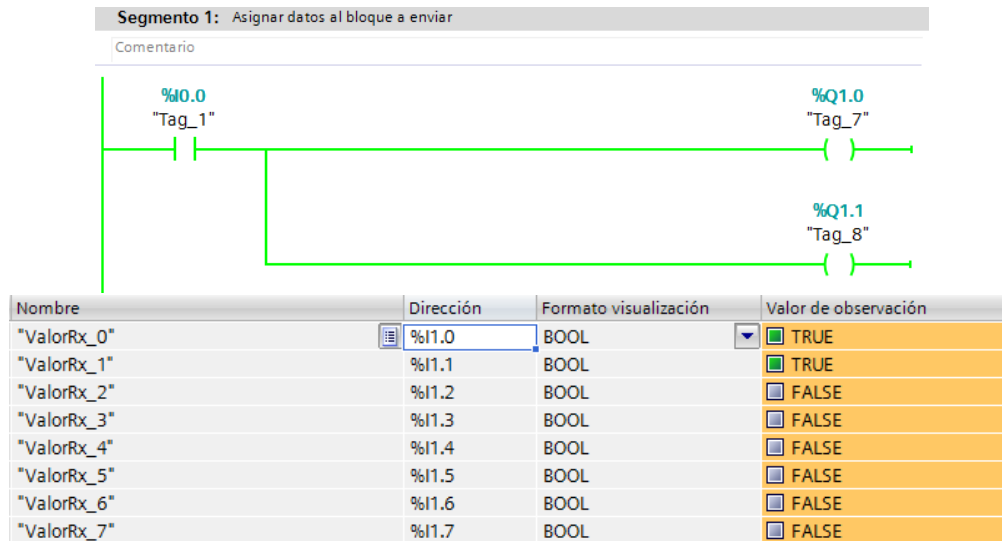 Segmento 1: Asignar datos al bloque a enviar
Comentario
%I0.0
"Tag_1"
%Q1.0
"Tag_7"
%Q1.1
"Tag_8"
Nombre Dirección Formato visualización Valor de observación
"ValorRx_0" %I1.0 BOOL TRUE
"ValorRx_1" %I1.1 BOOL TRUE
"ValorRx_2" %I1.2 BOOL FALSE
"ValorRx_3" %I1.3 BOOL FALSE
"ValorRx_4" %I1.4 BOOL FALSE
"ValorRx_5" %I1.5 BOOL FALSE
"ValorRx_6" %I1.6 BOOL FALSE
"ValorRx_7" %I1.7 BOOL FALSE